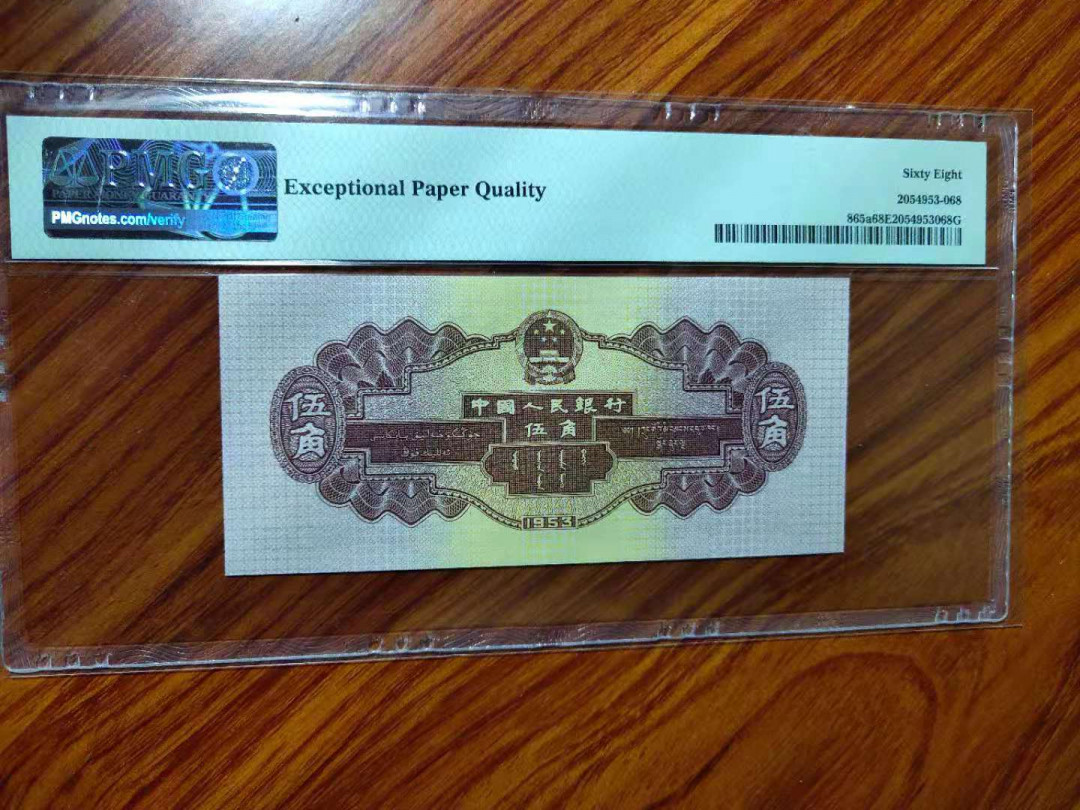 PMG
PMGnotes.com/verify
Exceptional Paper Quality
Sixty Eight
2054953-068
865a68E2054953068G
中國人民銀行
伍角
伍角
伍角
1953